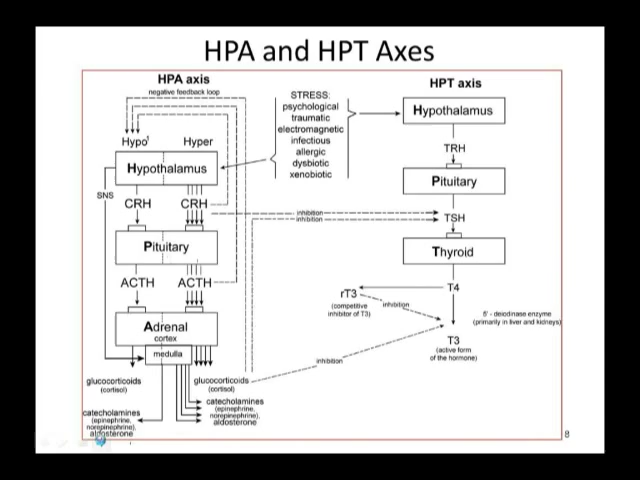 HPA and HPT Axes
HPA axis
negative feedback loop
Hypo¹
Hyper
Hypothalamus
SNS
CRH
CRH
Pituitary
ACTH
ACTH
Adrenal
cortex
medulla
glucocorticoids
(cortisol)
catecholamines
(epinephrine,
norepinephrine),
aldosterone
glucocorticoids
(cortisol)
catecholamines
(epinephrine,
norepinephrine),
aldosterone
STRESS:
psychological
traumatic
electromagnetic
infectious
allergic
dysbiotic
xenobiotic
inhibition
inhibition
inhibition
HPT axis
Hypothalamus
TRH
Pituitary
TSH
Thyroid
T4
rT3
(competitive
inhibitor of T3)
inhibition
5' - deiodinase enzyme
(primarily in liver and kidneys)
T3
(active form
of the hormone)
8